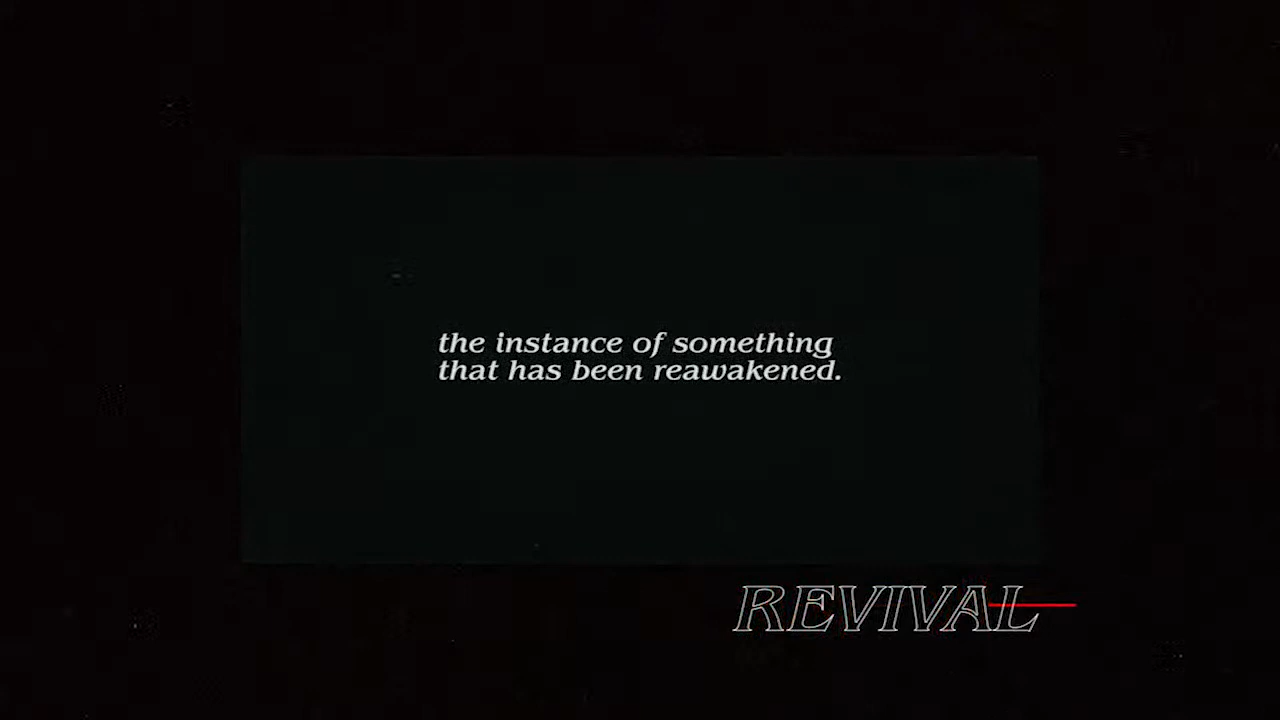 the instance of something
that has been reawakened.
REVIVAL